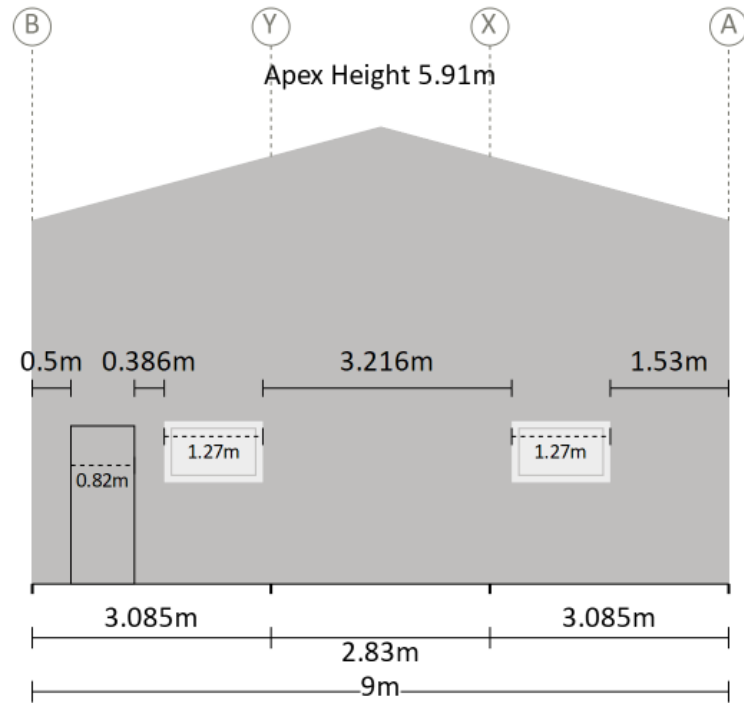 B Y X A
Apex Height 5.91m
0.5m 0.386m 3.216m 1.53m
1.27m 1.27m
0.82m
3.085m 3.085m
2.83m
9m